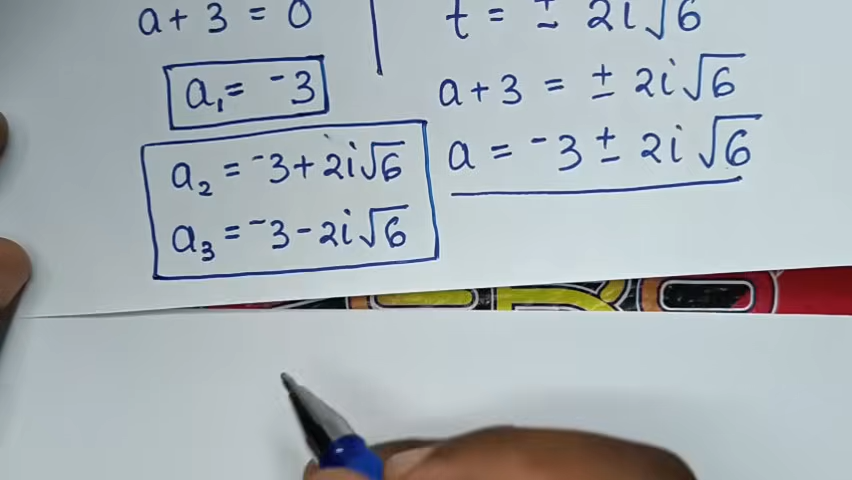 a + 3 = 0
a₁ = ⁻3
a₂ = ⁻3 + 2i√6
a₃ = ⁻3 - 2i√6
t = ± 2i√6
a + 3 = ± 2i√6
a = ⁻3 ± 2i√6